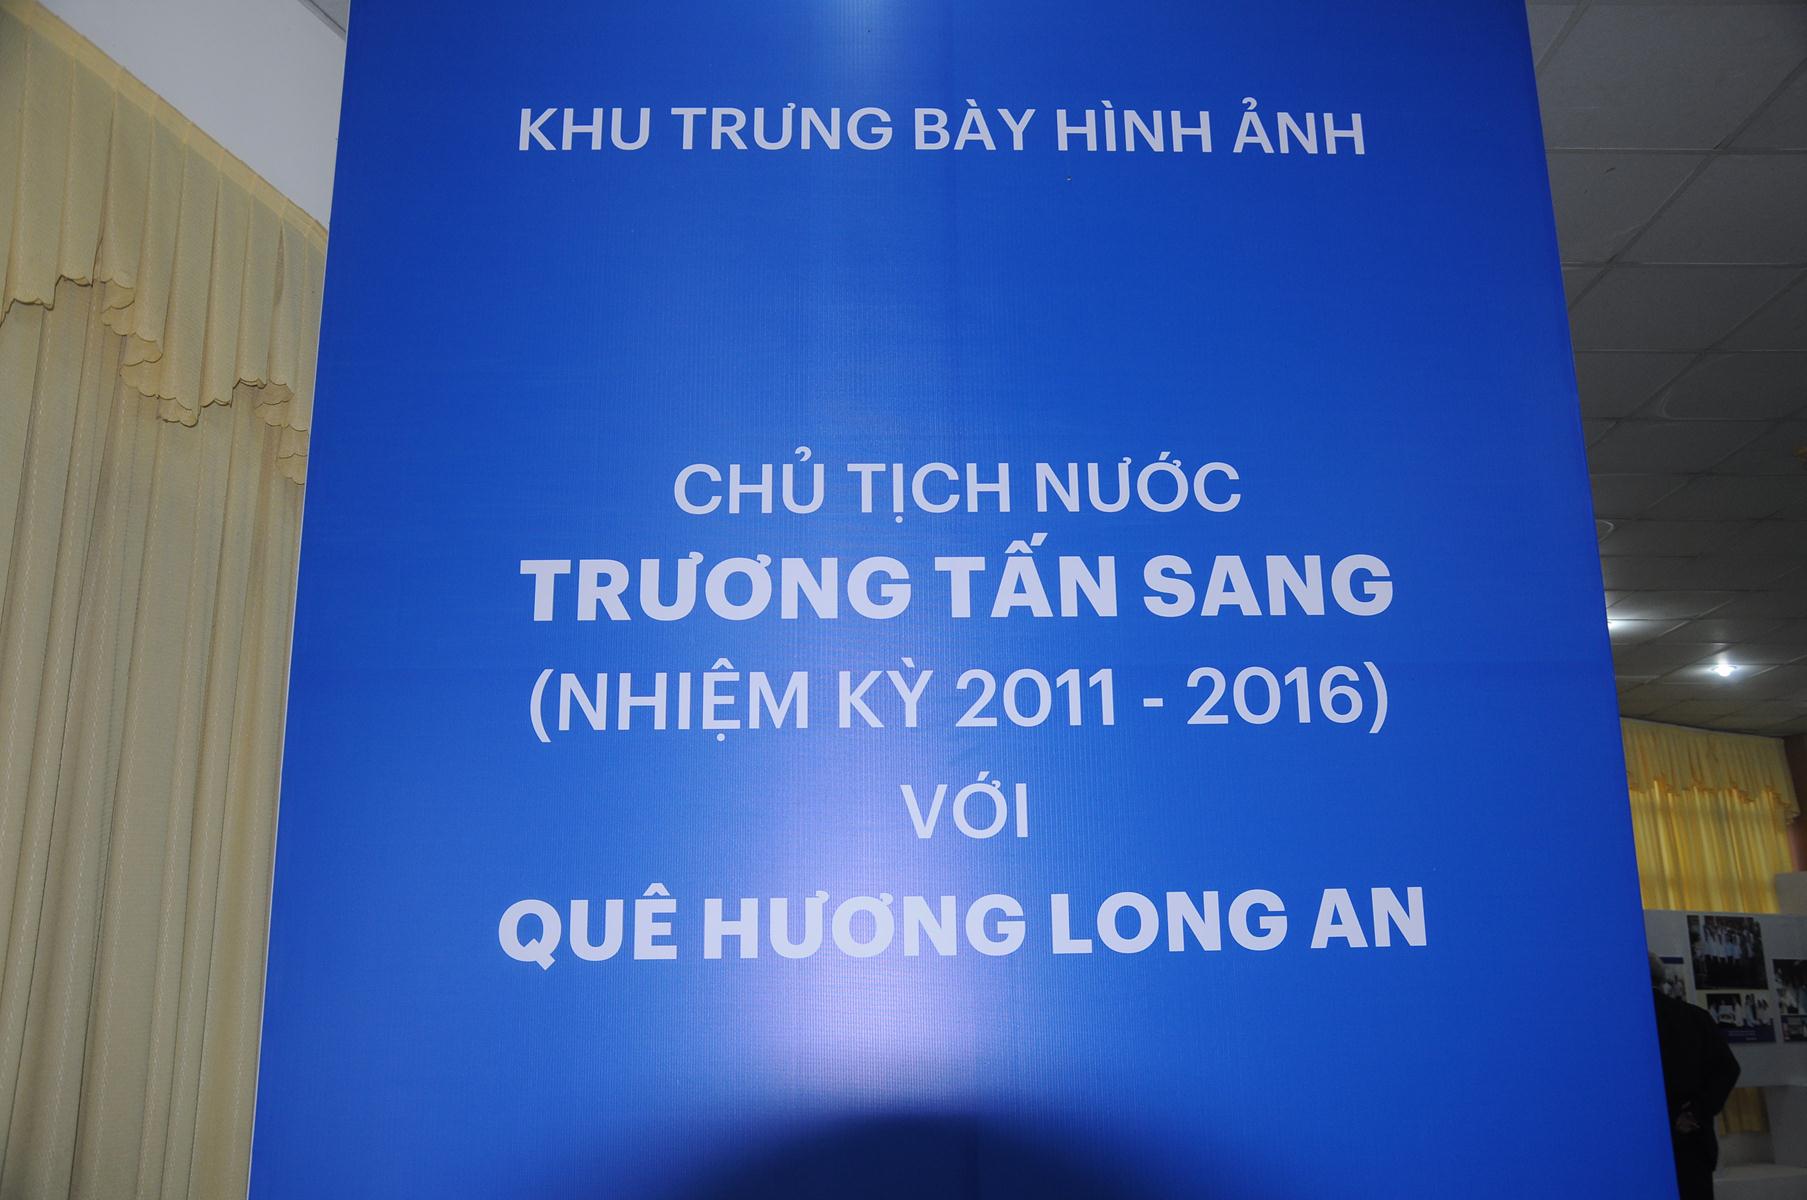 KHU TRƯNG BÀY HÌNH ẢNH
CHỦ TỊCH NƯỚC
TRƯƠNG TẤN SANG
(NHIỆM KỲ 2011 - 2016)
VỚI
QUÊ HƯƠNG LONG AN